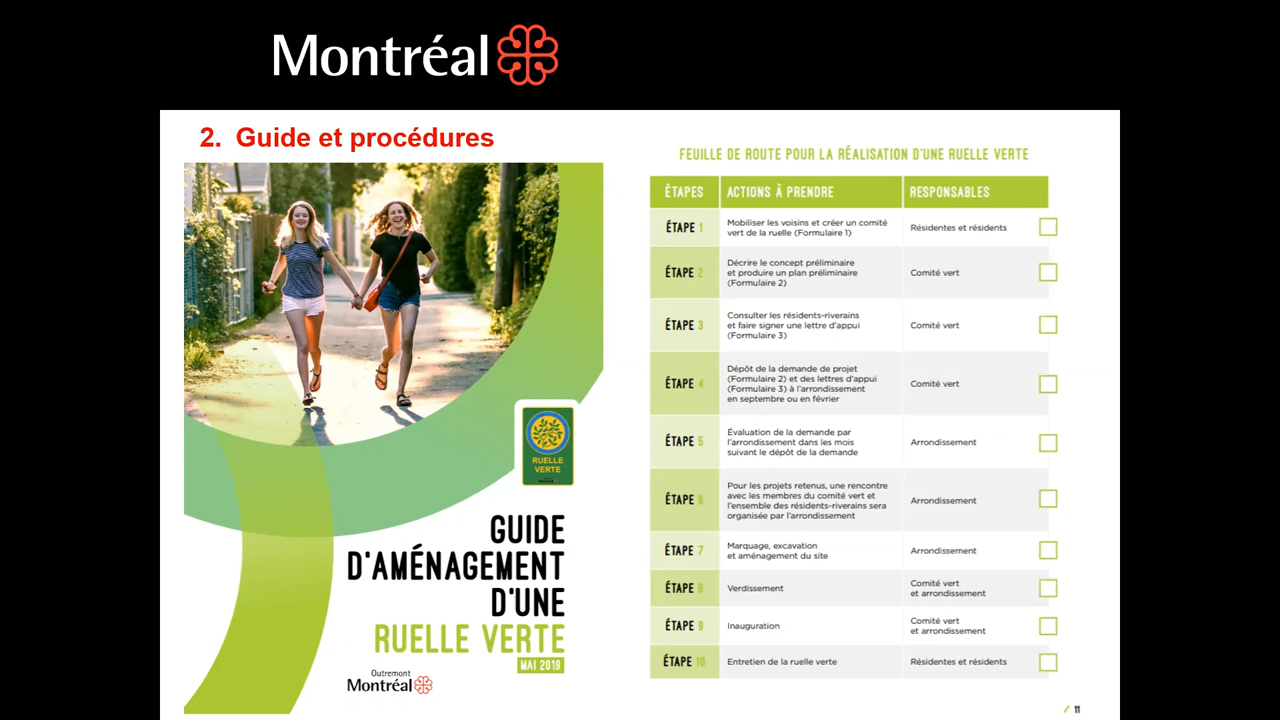 Montréal
2. Guide et procédures
RUELLE
VERTE
GUIDE
D'AMÉNAGEMENT
D'UNE
RUELLE VERTE
MAI 2019
Outremont
Montréal
FEUILLE DE ROUTE POUR LA RÉALISATION D'UNE RUELLE VERTE
ÉTAPES ACTIONS À PRENDRE RESPONSABLES
ÉTAPE 1
Mobiliser les voisins et créer un comité
vert de la ruelle (Formulaire 1)
Résidentes et résidents
ÉTAPE 2
Décrire le concept préliminaire
et produire un plan préliminaire
(Formulaire 2)
Comité vert
ÉTAPE 3
Consulter les résidents-riverains
et faire signer une lettre d'appui
(Formulaire 3)
Comité vert
ÉTAPE 4
Dépôt de la demande de projet
(Formulaire 2) et des lettres d'appui
(Formulaire 3) à l'arrondissement
en septembre ou en février
Comité vert
ÉTAPE 5
Évaluation de la demande par
l'arrondissement dans les mois
suivant le dépôt de la demande
Arrondissement
ÉTAPE 6
Pour les projets retenus, une rencontre
avec les membres du comité vert et
l'ensemble des résidents-riverains sera
organisée par l'arrondissement
Arrondissement
ÉTAPE 7
Marquage, excavation
et aménagement du site
Arrondissement
ÉTAPE 8
Verdissement
Comité vert
et arrondissement
ÉTAPE 9
Inauguration
Comité vert
et arrondissement
ÉTAPE 10
Entretien de la ruelle verte
Résidentes et résidents
/ 11